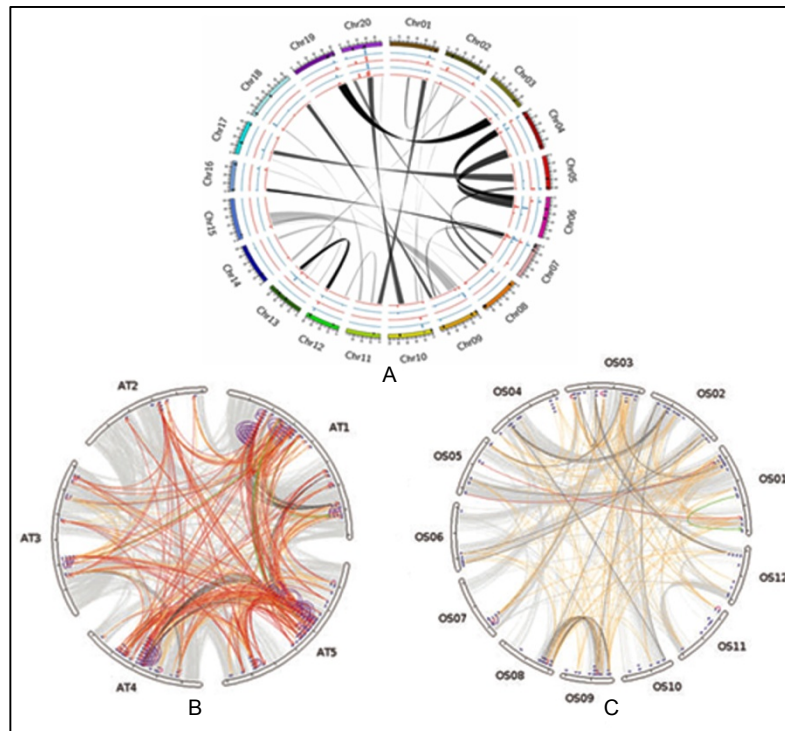 Chr20
Chr01
Chr02
Chr03
Chr04
Chr05
Chr06
Chr07
Chr08
Chr09
Chr10
Chr11
Chr12
Chr13
Chr14
Chr15
Chr16
Chr17
Chr18
Chr19
A
AT2
AT1
AT3
AT4
AT5
B
OS03
OS04
OS02
OS05
OS01
OS06
OS12
OS07
OS11
OS08
OS09
OS10
C